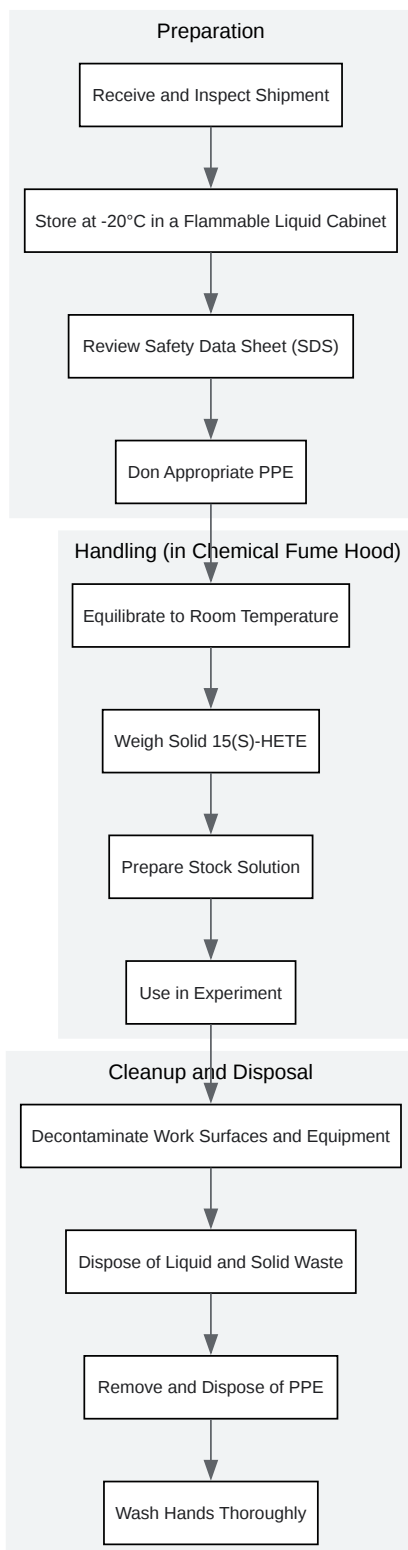 Preparation
Receive and Inspect Shipment
Store at -20°C in a Flammable Liquid Cabinet
Review Safety Data Sheet (SDS)
Don Appropriate PPE
Handling (in Chemical Fume Hood)
Equilibrate to Room Temperature
Weigh Solid 15(S)-HETE
Prepare Stock Solution
Use in Experiment
Cleanup and Disposal
Decontaminate Work Surfaces and Equipment
Dispose of Liquid and Solid Waste
Remove and Dispose of PPE
Wash Hands Thoroughly